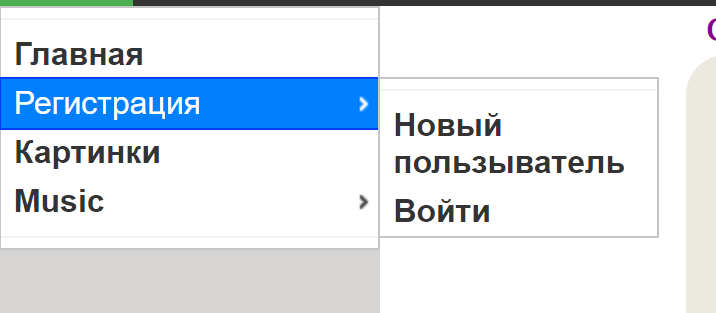 Главная
Регистрация
Картинки
Music
Новый
пользыватель
Войти